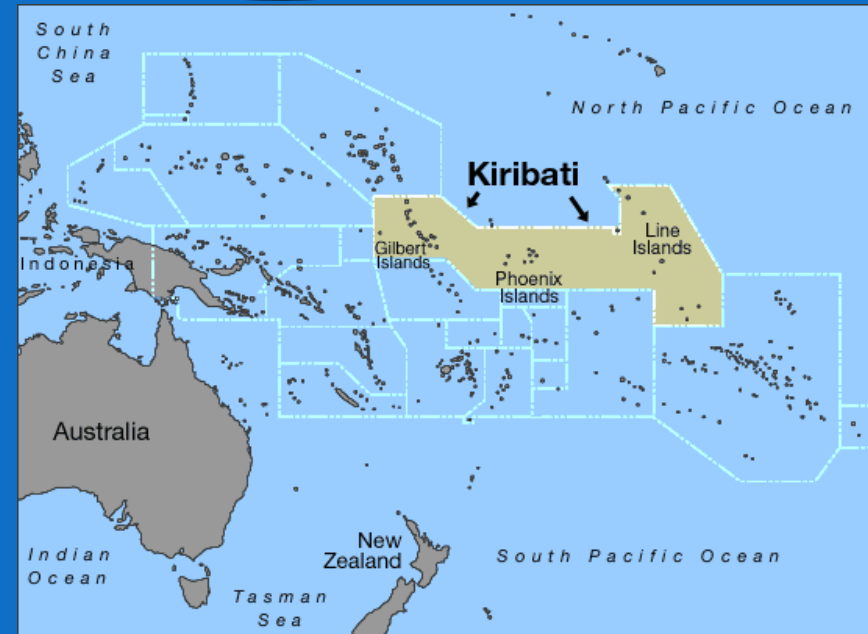 South
China
Sea
North Pacific Ocean
Kiribati
Gilbert
Islands
Line
Islands
Phoenix
Islands
Indonesia
Australia
New
Zealand
South Pacific Ocean
Indian
Ocean
Tasman
Sea